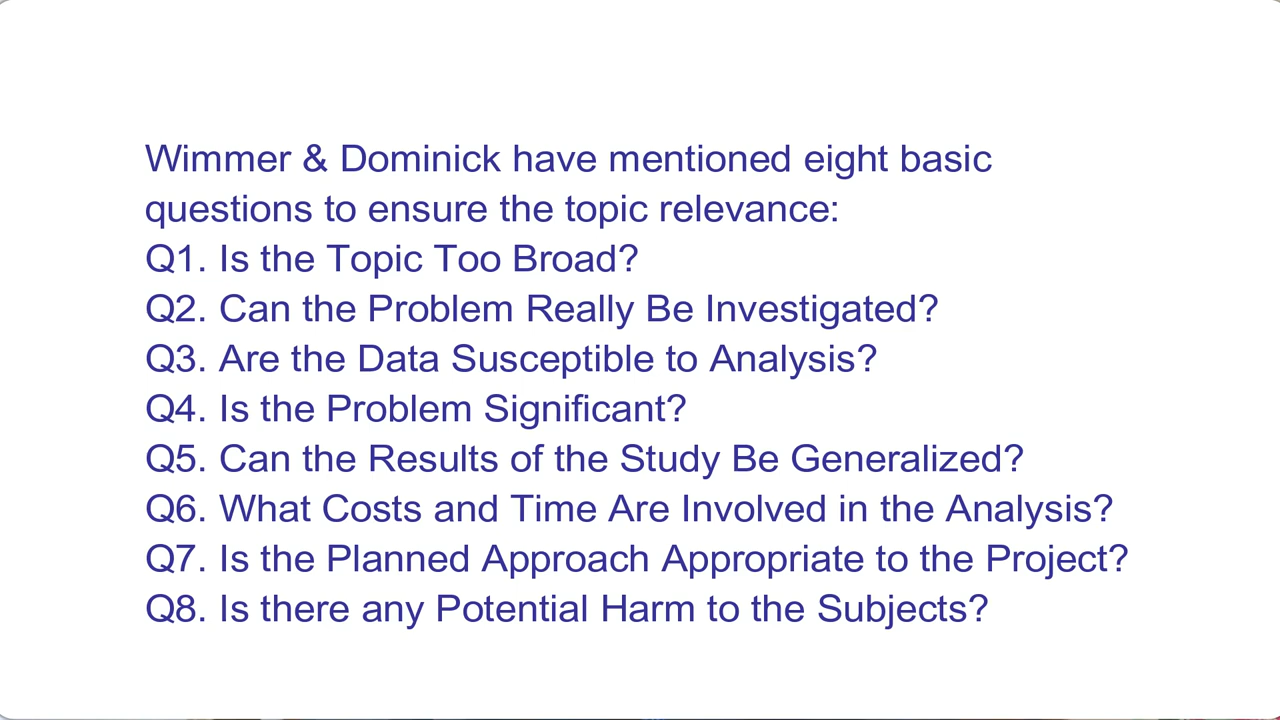 Wimmer & Dominick have mentioned eight basic
questions to ensure the topic relevance:
Q1. Is the Topic Too Broad?
Q2. Can the Problem Really Be Investigated?
Q3. Are the Data Susceptible to Analysis?
Q4. Is the Problem Significant?
Q5. Can the Results of the Study Be Generalized?
Q6. What Costs and Time Are Involved in the Analysis?
Q7. Is the Planned Approach Appropriate to the Project?
Q8. Is there any Potential Harm to the Subjects?